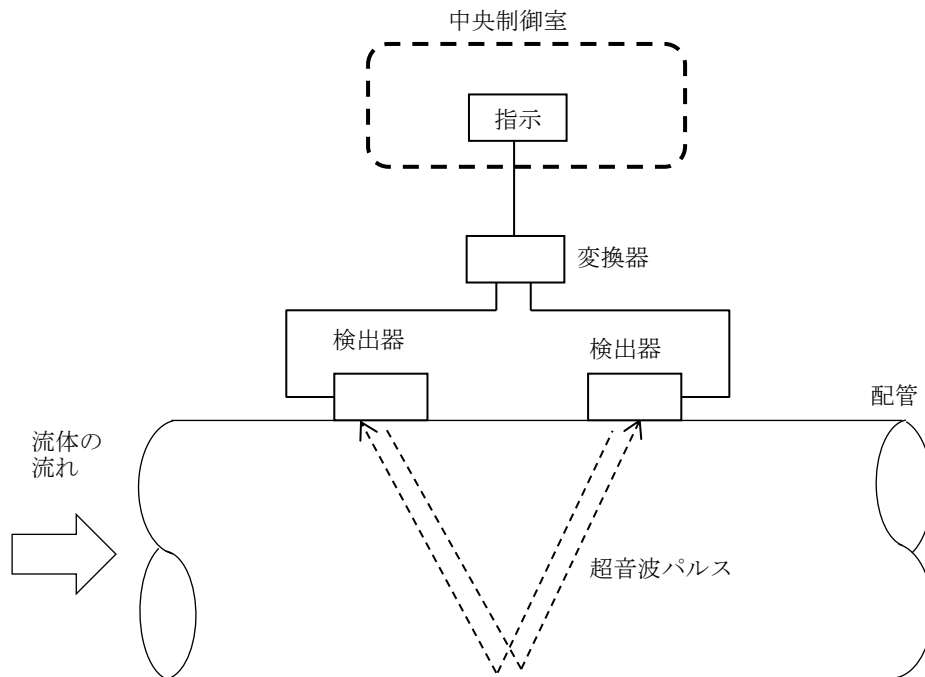 中央制御室
指示
変換器
検出器
検出器
配管
流体の
流れ
超音波パルス